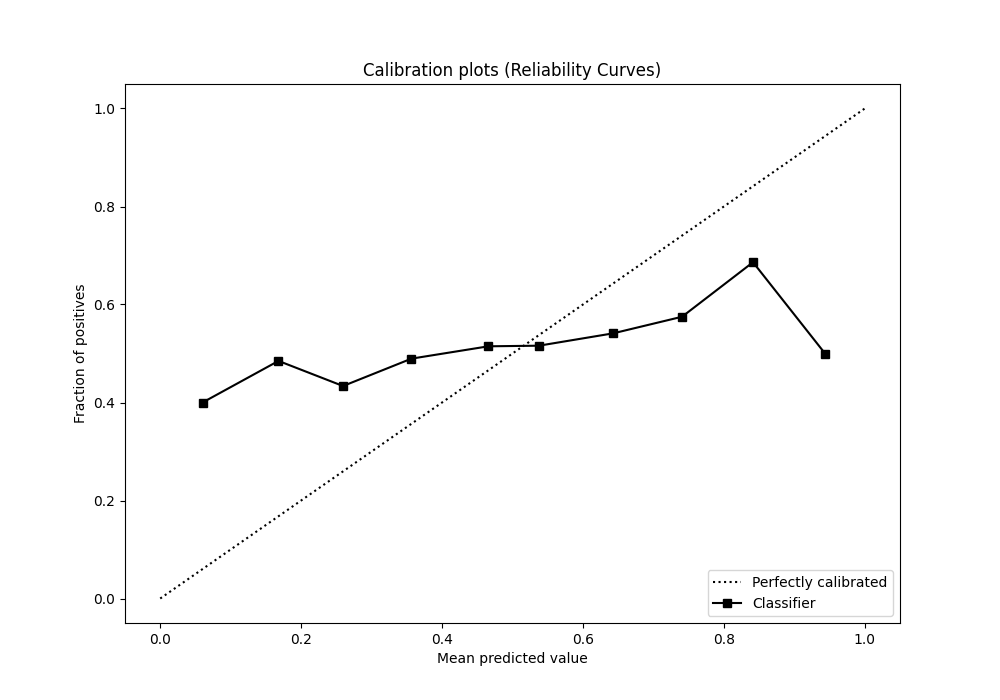 Calibration plots (Reliability Curves)
Fraction of positives
1.0
0.8
0.6
0.4
0.2
0.0
0.0 0.2 0.4 0.6 0.8 1.0
Mean predicted value
Perfectly calibrated
Classifier